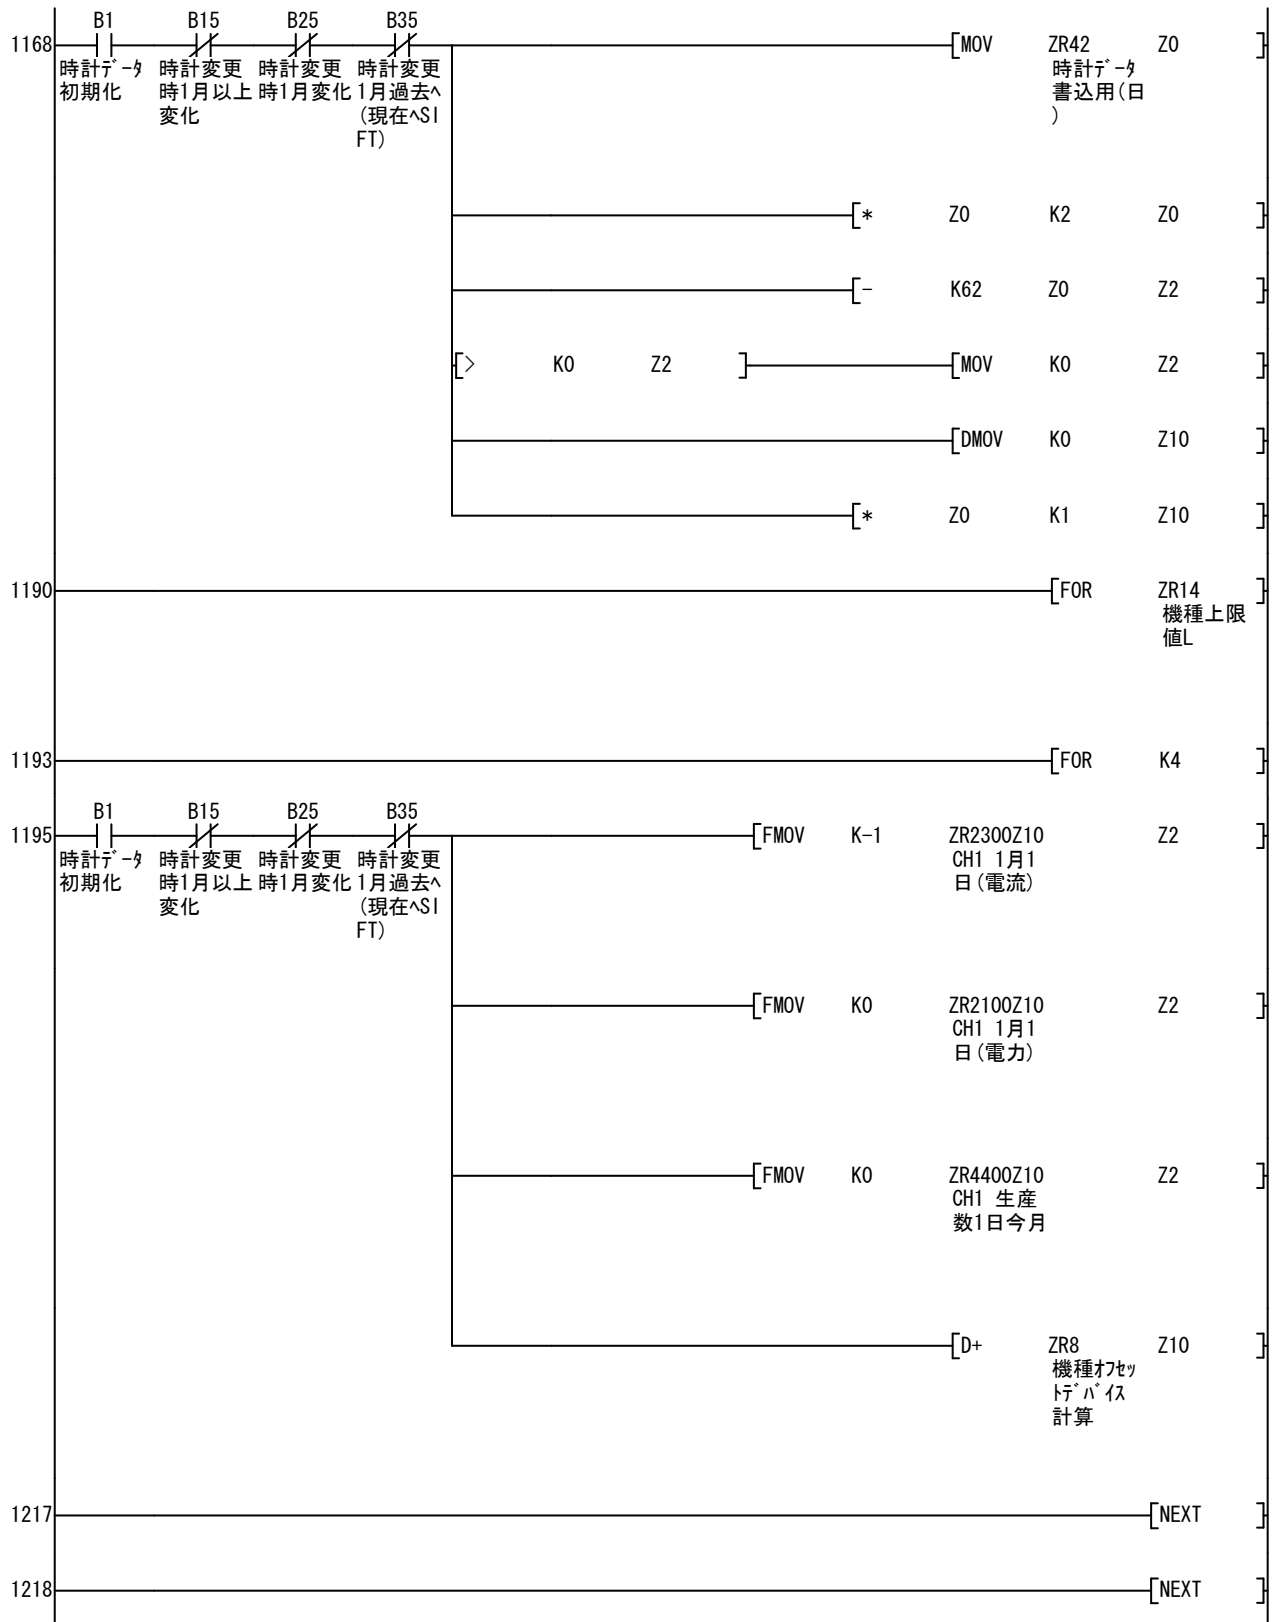 B1 B15 B25 B35
1168 [MOV ZR42 Z0 ]
時計ﾃﾞｰﾀ 時計変更 時計変更 時計変更 時計ﾃﾞｰﾀ
初期化 時1月以上 時1月変化 1月過去へ 書込用(日
変化 (現在へSI )
FT)
[* Z0 K2 Z0 ]
[- K62 Z0 Z2 ]
[> K0 Z2 ] [MOV K0 Z2 ]
[DMOV K0 Z10 ]
[* Z0 K1 Z10 ]
1190 [FOR ZR14 ]
機種上限
値L
1193 [FOR K4 ]
B1 B15 B25 B35
1195 [FMOV K-1 ZR2300Z10 Z2 ]
時計ﾃﾞｰﾀ 時計変更 時計変更 時計変更 CH1 1月1
初期化 時1月以上 時1月変化 1月過去へ 日(電流)
変化 (現在へSI
FT)
[FMOV K0 ZR2100Z10 Z2 ]
CH1 1月1
日(電力)
[FMOV K0 ZR4400Z10 Z2 ]
CH1 生産
数1日今月
[D+ ZR8 Z10 ]
機種ｵﾌｾｯ
ﾄﾃﾞﾊﾞｲｽ
計算
1217 [NEXT ]
1218 [NEXT ]